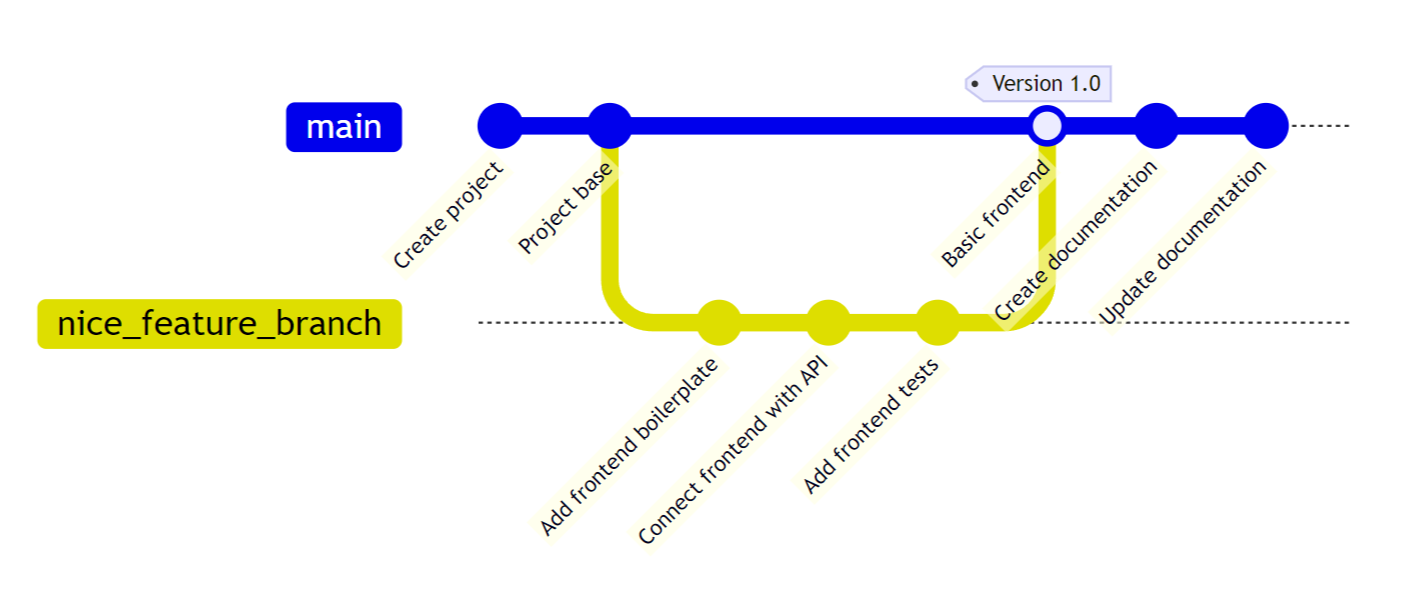 Version 1.0
main
Create project
Project base
Basic frontend
Create documentation
Update documentation
nice_feature_branch
Add frontend boilerplate
Connect frontend with API
Add frontend tests